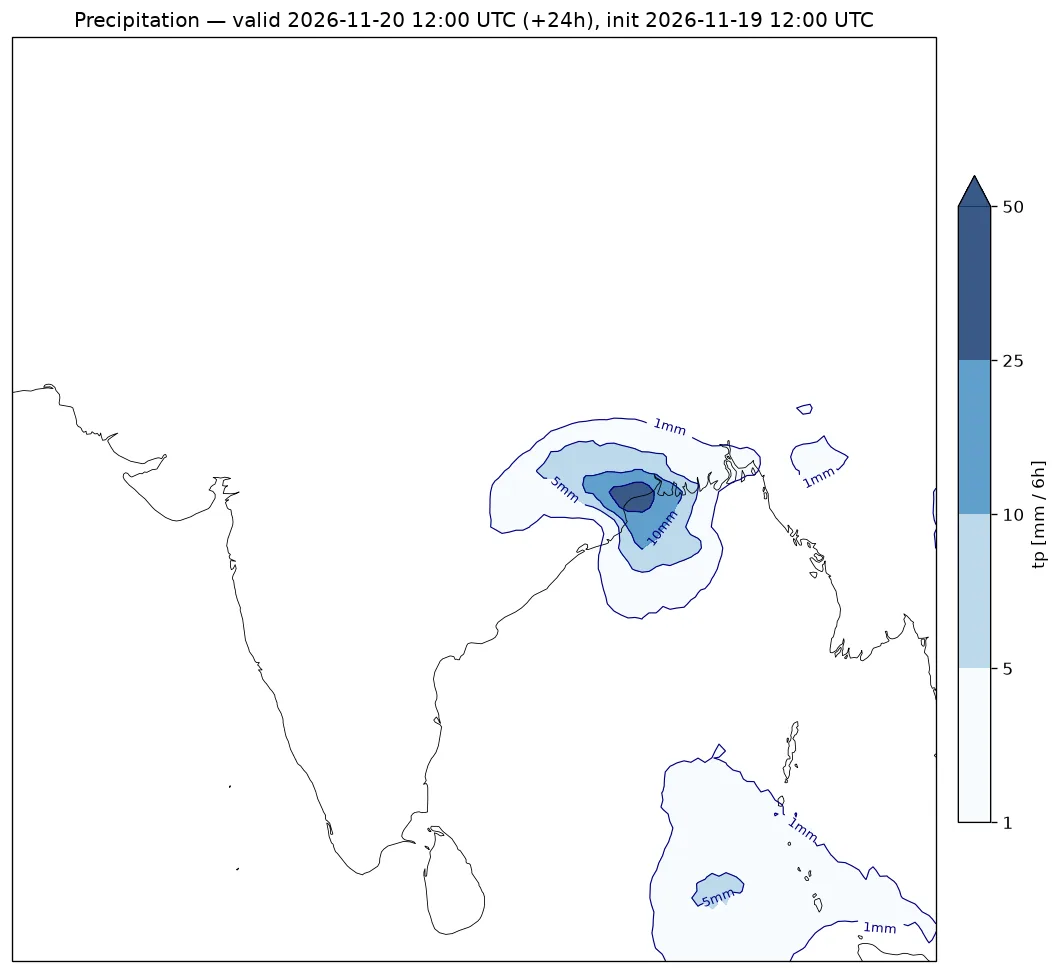 Precipitation — valid 2026-11-20 12:00 UTC (+24h), init 2026-11-19 12:00 UTC
50
1mm
25
1mm
5mm
10mm
10
tp [mm / 6h]
5
1mm
1
5mm
1mm